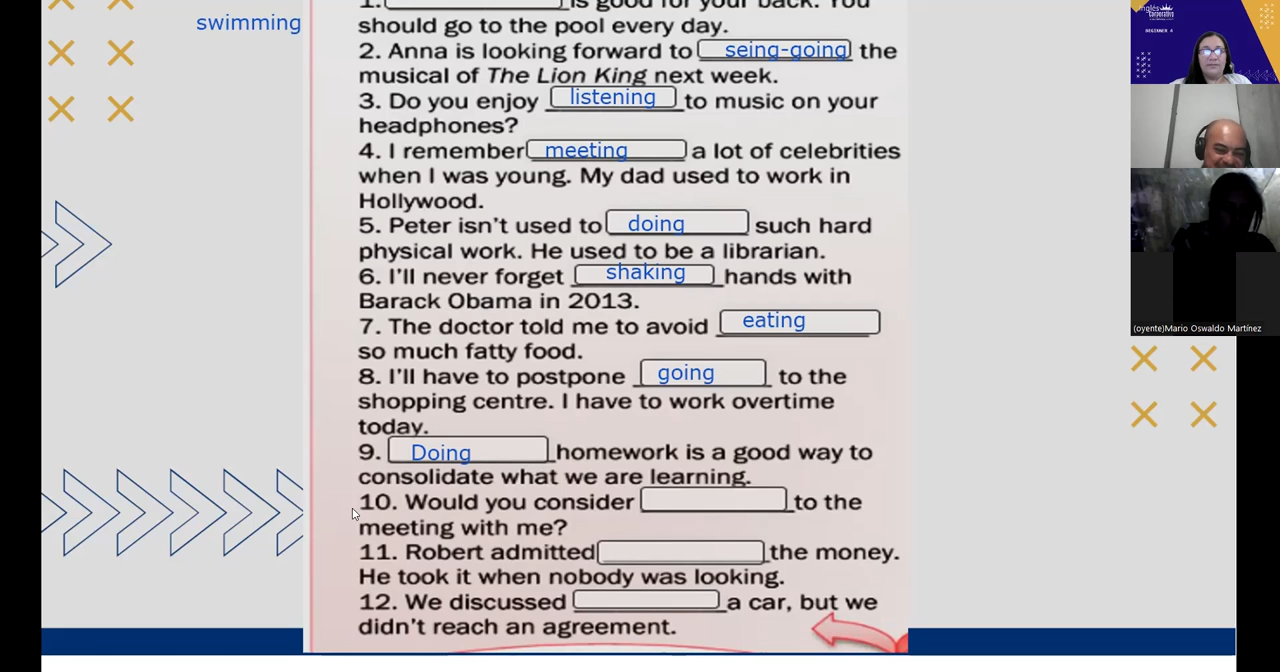 swimming
1. is good for your back. You
should go to the pool every day.
2. Anna is looking forward to seing-going the
musical of The Lion King next week.
3. Do you enjoy listening to music on your
headphones?
4. I remember meeting a lot of celebrities
when I was young. My dad used to work in
Hollywood.
5. Peter isn't used to doing such hard
physical work. He used to be a librarian.
6. I'll never forget shaking hands with
Barack Obama in 2013.
7. The doctor told me to avoid eating
so much fatty food.
8. I'll have to postpone going to the
shopping centre. I have to work overtime
today.
9. Doing homework is a good way to
consolidate what we are learning.
10. Would you consider to the
meeting with me?
11. Robert admitted the money.
He took it when nobody was looking.
12. We discussed a car, but we
didn't reach an agreement.
Inglés
Corporativo
BEGINNER 4
(oyente)Mario Oswaldo Martínez